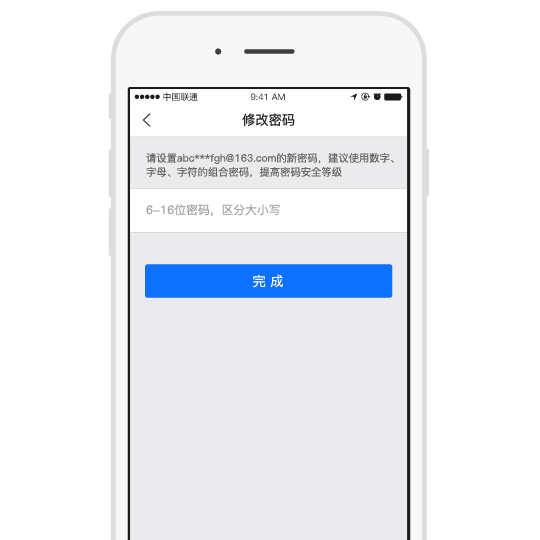 中国联通 9:41 AM
修改密码
请设置abc***fgh@163.com的新密码，建议使用数字、
字母、字符的组合密码，提高密码安全等级
6–16位密码，区分大小写
完 成